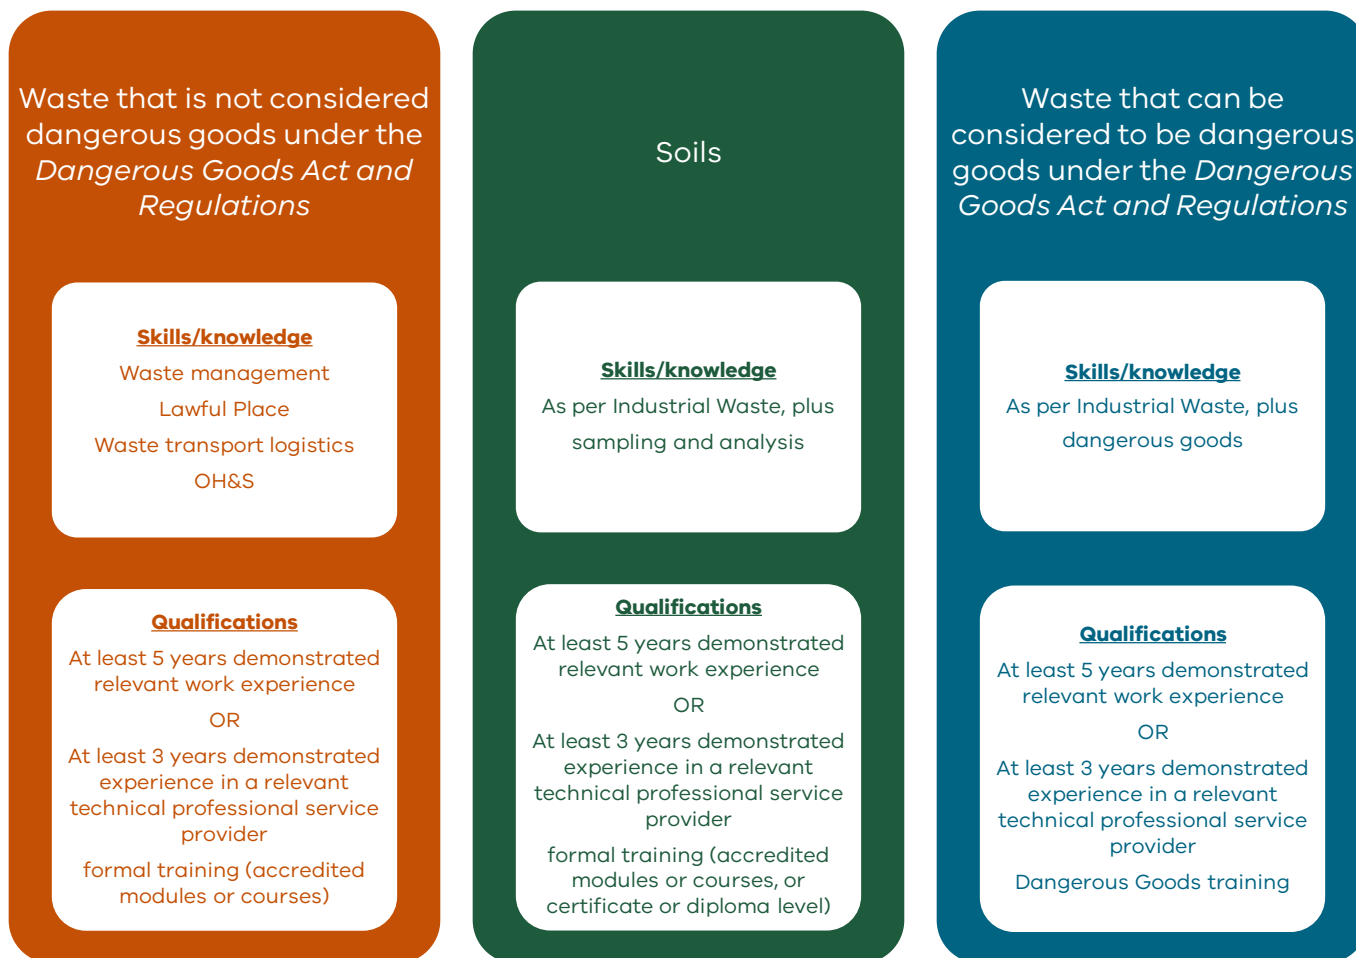 Waste that is not considered
dangerous goods under the
Dangerous Goods Act and
Regulations
Skills/knowledge
Waste management
Lawful Place
Waste transport logistics
OH&S
Qualifications
At least 5 years demonstrated
relevant work experience
OR
At least 3 years demonstrated
experience in a relevant
technical professional service
provider
formal training (accredited
modules or courses)
Soils
Skills/knowledge
As per Industrial Waste, plus
sampling and analysis
Qualifications
At least 5 years demonstrated
relevant work experience
OR
At least 3 years demonstrated
experience in a relevant
technical professional service
provider
formal training (accredited
modules or courses, or
certificate or diploma level)
Waste that can be
considered to be dangerous
goods under the Dangerous
Goods Act and Regulations
Skills/knowledge
As per Industrial Waste, plus
dangerous goods
Qualifications
At least 5 years demonstrated
relevant work experience
OR
At least 3 years demonstrated
experience in a relevant
technical professional service
provider
Dangerous Goods training